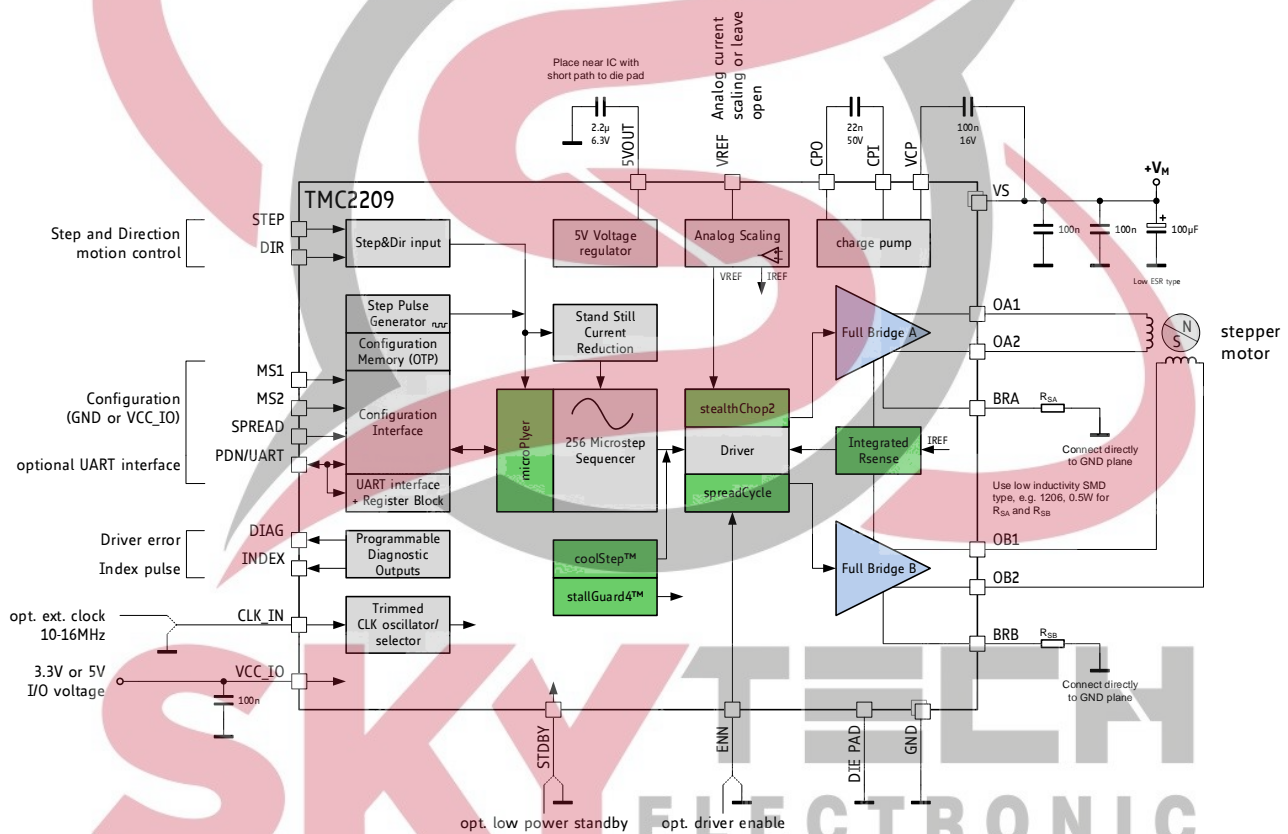 Place near IC with
short path to die pad
Analog current
scaling or leave
open
2.2µ
6.3V
5VOUT
VREF
22n
50V
CPO
CPI
VCP
100n
16V
+VM
VS
100n
100n
+
100µF
Low ESR type
TMC2209
Step and Direction
motion control
STEP
DIR
Step&Dir input
5V Voltage
regulator
Analog Scaling
VREF
IREF
charge pump
Step Pulse
Generator
Configuration
Memory (OTP)
Configuration
Interface
UART interface
+ Register Block
Stand Still
Current
Reduction
Full Bridge A
OA1
OA2
N
S
stepper
motor
Configuration
(GND or VCC_IO)
optional UART interface
MS1
MS2
SPREAD
PDN/UART
microPlyer
256 Microstep
Sequencer
stealthChop2
Driver
spreadCycle
Integrated
Rsense
IREF
BRA
RSA
Connect directly
to GND plane
Use low inductivity SMD
type, e.g. 1206, 0.5W for
RSA and RSB
Driver error
Index pulse
DIAG
INDEX
Programmable
Diagnostic
Outputs
coolStep™
stallGuard4™
Full Bridge B
OB1
OB2
opt. ext. clock
10-16MHz
CLK_IN
Trimmed
CLK oscillator/
selector
BRB
RSB
Connect directly
to GND plane
3.3V or 5V
I/O voltage
VCC_IO
100n
STDBY
ENN
DIE PAD
GND
opt. low power standby
opt. driver enable
SKYTECH
ELECTRONIC